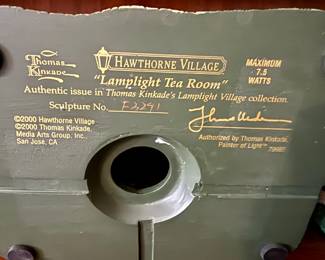 Thomas
Kinkade
HAWTHORNE VILLAGE
MAXIMUM
7.5
WATTS
"Lamplight Tea Room"
Authentic issue in Thomas Kinkade's Lamplight Village collection.
Sculpture No. F2291
©2000 Hawthorne Village
©2000 Thomas Kinkade,
Media Arts Group, Inc.,
San Jose, CA
Authorized by Thomas Kinkade,
Painter of Light™